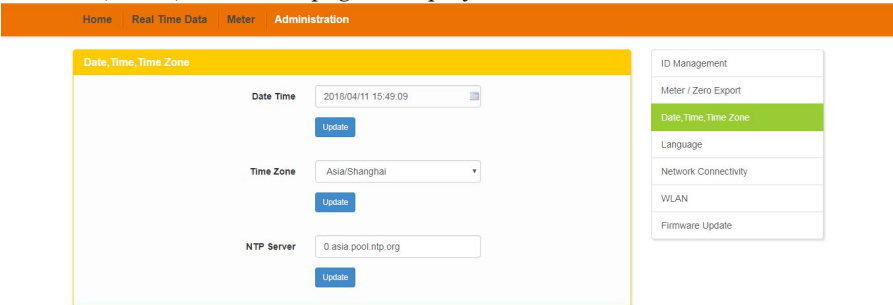 Home Real Time Data Meter Administration
Date,Time,Time Zone
Date Time 2018/04/11 15:49:09
Update
Time Zone Asia/Shanghai
Update
NTP Server 0.asia.pool.ntp.org
Update
ID Management
Meter / Zero Export
Date,Time,Time Zone
Language
Network Connectivity
WLAN
Firmware Update